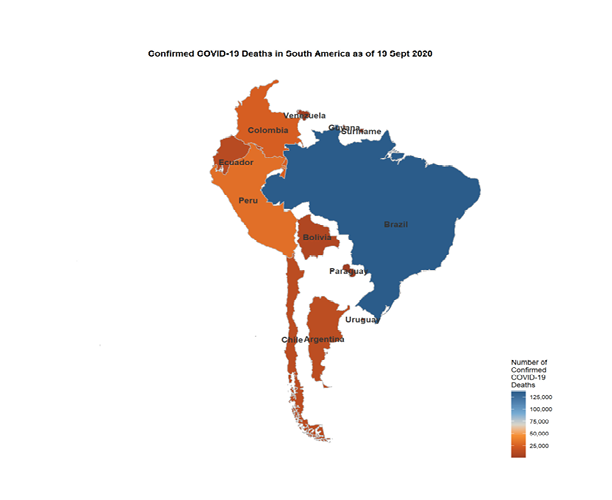 Confirmed COVID-19 Deaths in South America as of 19 Sept 2020
Venezuela
Colombia
Guyana
Suriname
Ecuador
Peru
Brazil
Bolivia
Paraguay
Uruguay
Chile
Argentina
Number of
Confirmed
COVID-19
Deaths
125,000
100,000
75,000
50,000
25,000